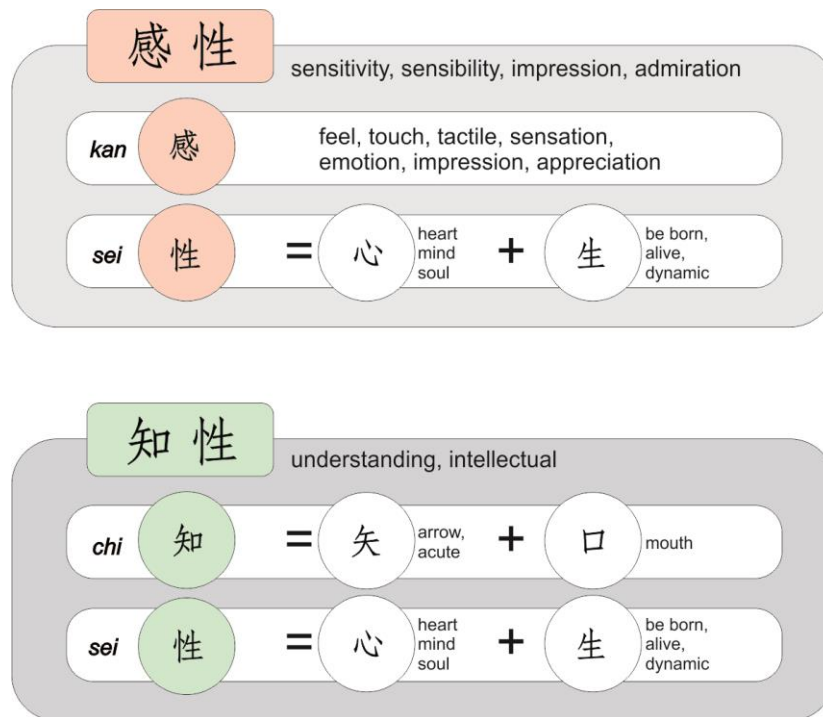 感性
sensitivity, sensibility, impression, admiration
kan 感 feel, touch, tactile, sensation,
emotion, impression, appreciation
sei 性 = 心 heart
mind
soul
+ 生 be born,
alive,
dynamic
知性
understanding, intellectual
chi 知 = 矢 arrow,
acute
+ 口 mouth
sei 性 = 心 heart
mind
soul
+ 生 be born,
alive,
dynamic